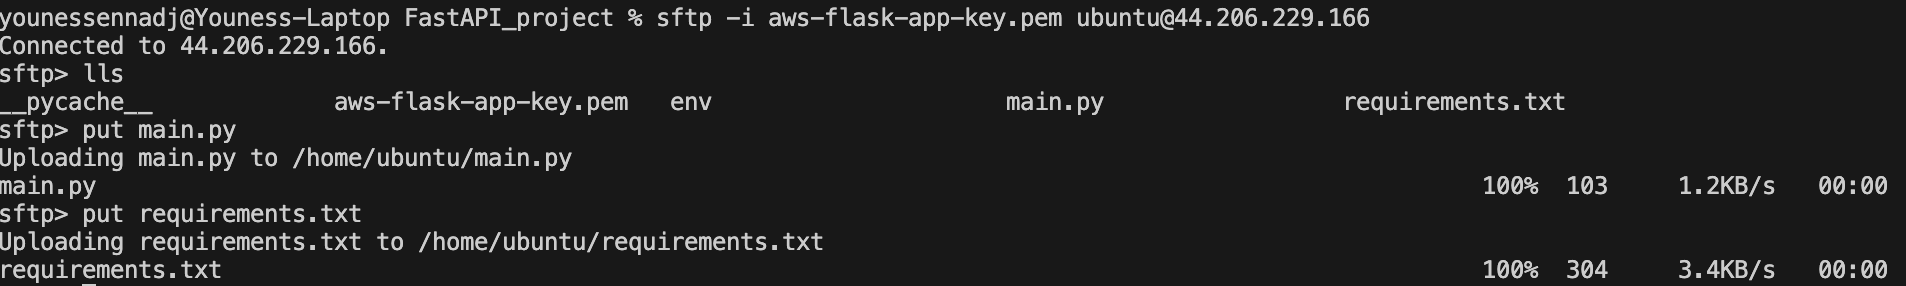 younessennadj@Youness-Laptop FastAPI_project % sftp -i aws-flask-app-key.pem ubuntu@44.206.229.166
Connected to 44.206.229.166.
sftp> lls
__pycache__ aws-flask-app-key.pem env main.py requirements.txt
sftp> put main.py
Uploading main.py to /home/ubuntu/main.py
main.py 100% 103 1.2KB/s 00:00
sftp> put requirements.txt
Uploading requirements.txt to /home/ubuntu/requirements.txt
requirements.txt 100% 304 3.4KB/s 00:00